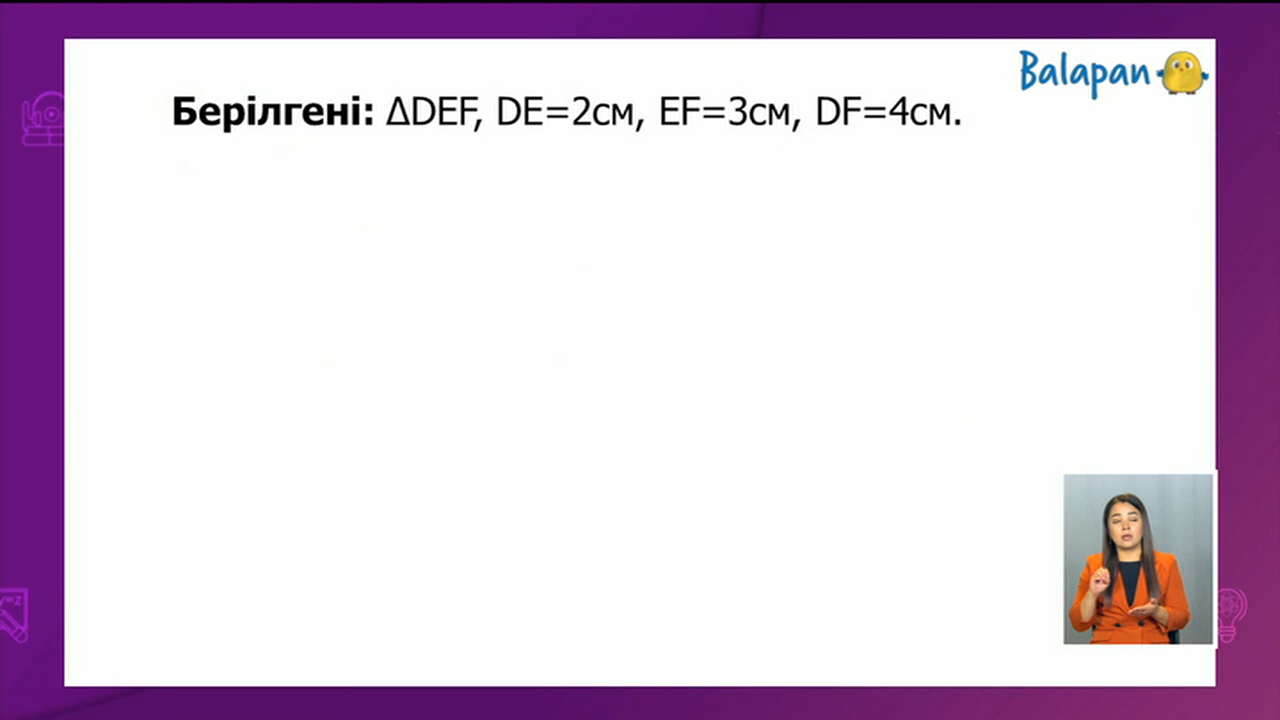 Balapan
Берілгені: ΔDEF, DE=2см, EF=3см, DF=4см.
y=z